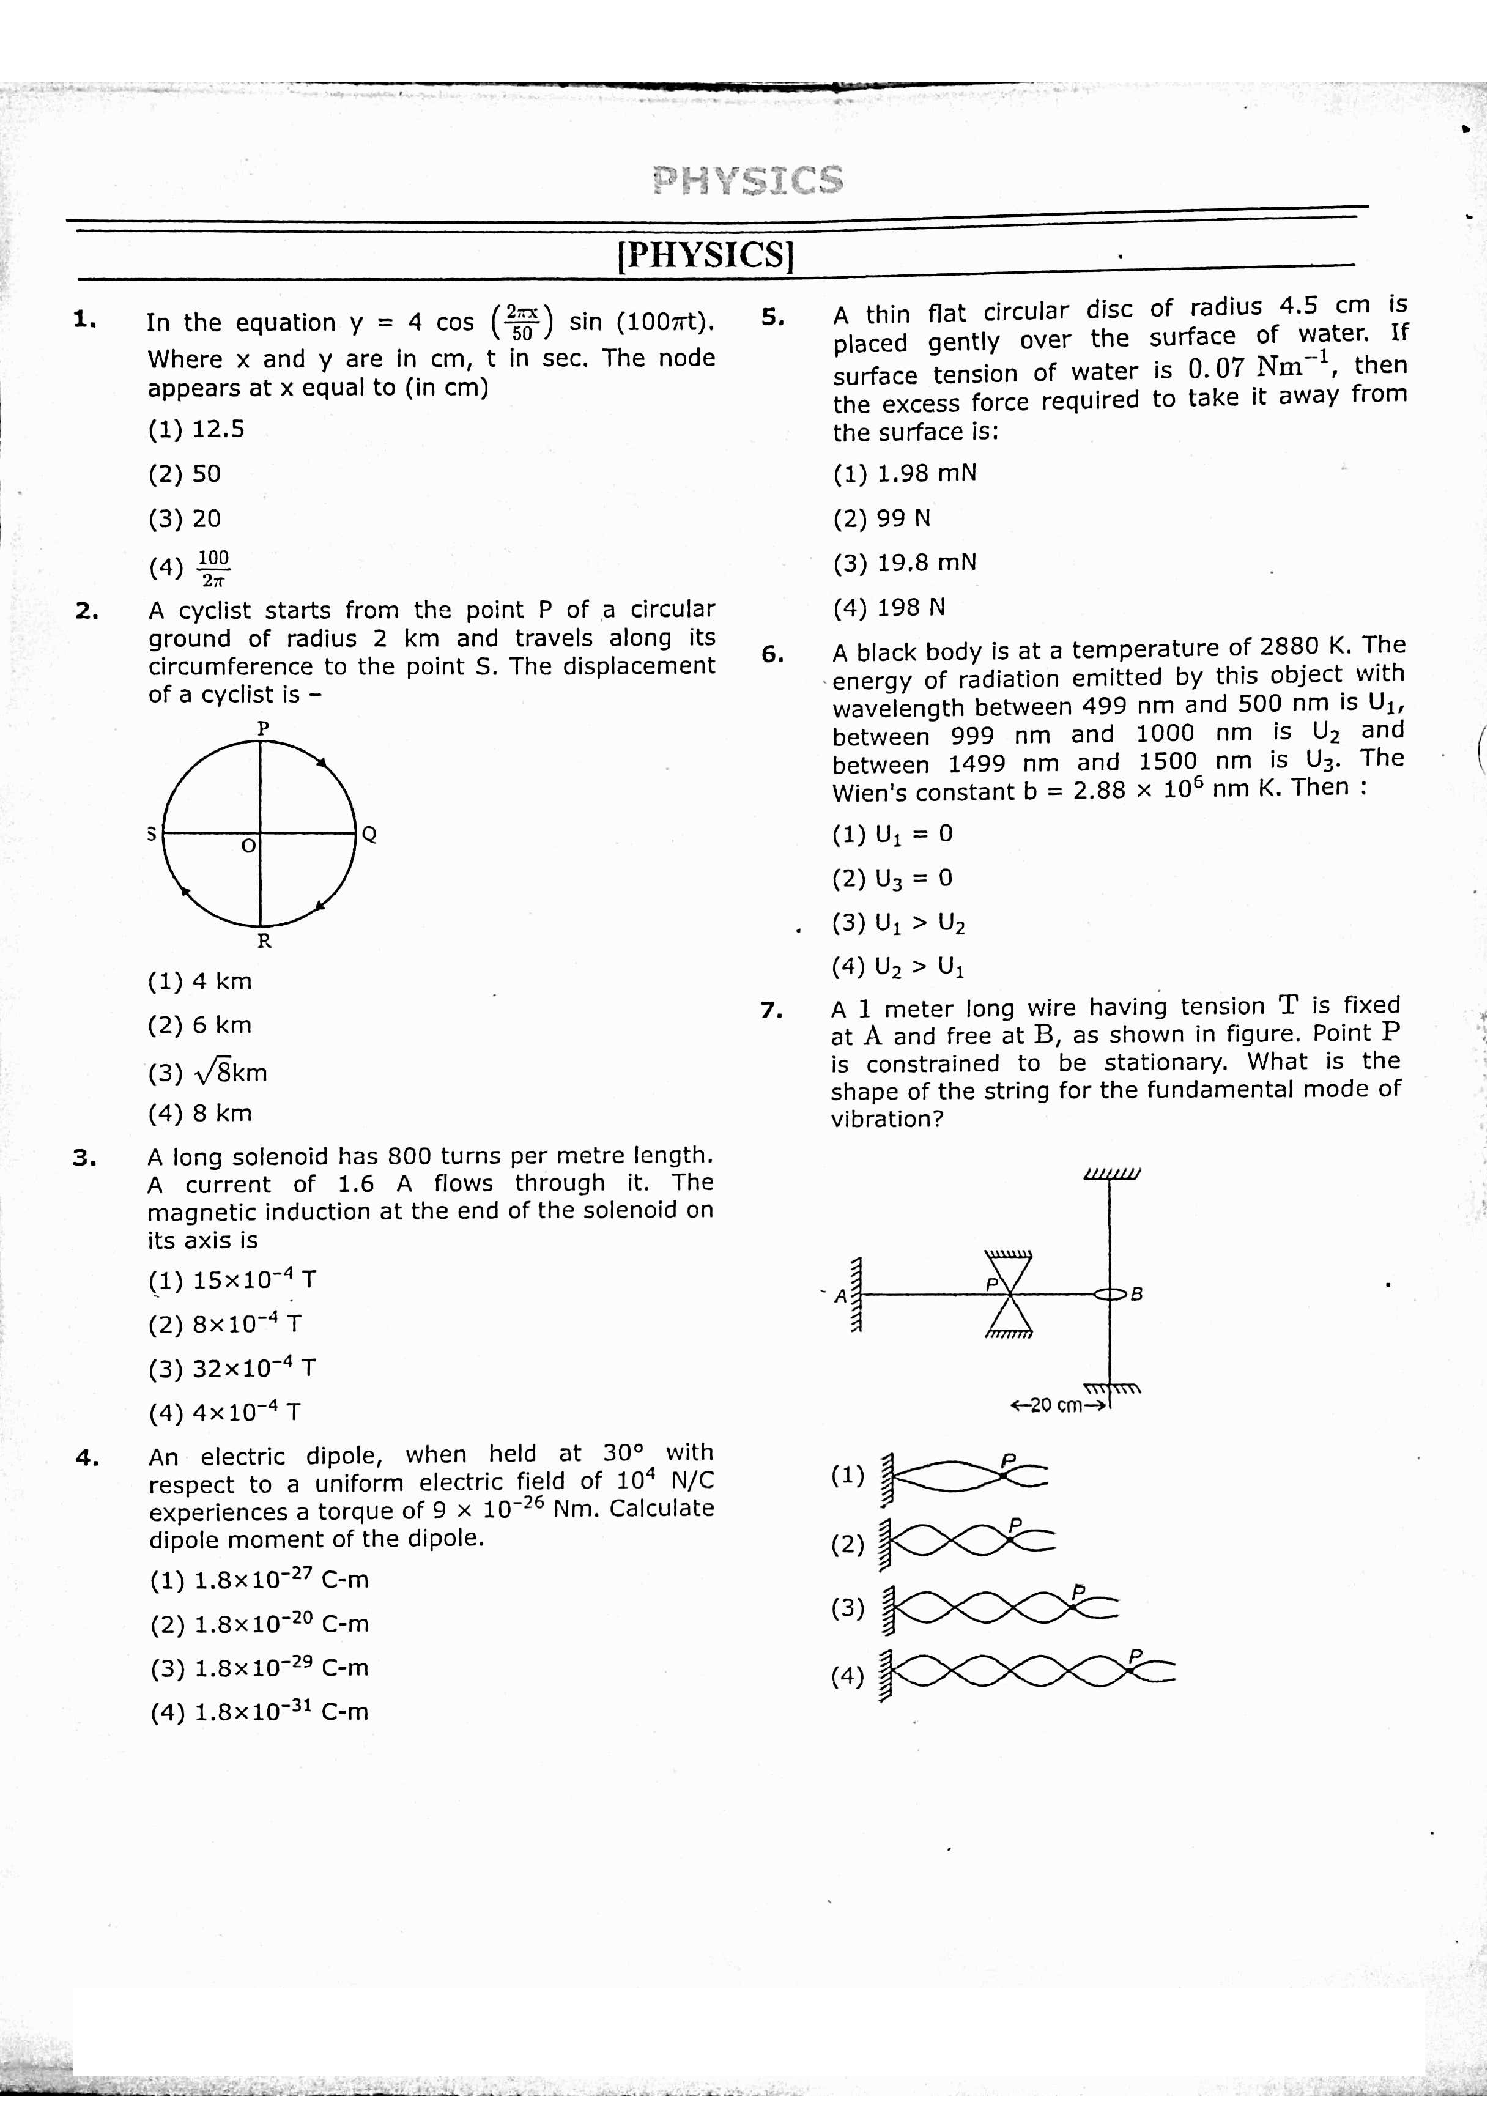 PHYSICS
[PHYSICS]
1. In the equation y = 4 cos (2πx/50) sin (100πt).
Where x and y are in cm, t in sec. The node
appears at x equal to (in cm)
(1) 12.5
(2) 50
(3) 20
(4) 100/2π
2. A cyclist starts from the point P of a circular
ground of radius 2 km and travels along its
circumference to the point S. The displacement
of a cyclist is –
P
S
O
Q
R
(1) 4 km
(2) 6 km
(3) √8km
(4) 8 km
3. A long solenoid has 800 turns per metre length.
A current of 1.6 A flows through it. The
magnetic induction at the end of the solenoid on
its axis is
(1) 15×10⁻⁴ T
(2) 8×10⁻⁴ T
(3) 32×10⁻⁴ T
(4) 4×10⁻⁴ T
4. An electric dipole, when held at 30° with
respect to a uniform electric field of 10⁴ N/C
experiences a torque of 9 × 10⁻²⁶ Nm. Calculate
dipole moment of the dipole.
(1) 1.8×10⁻²⁷ C-m
(2) 1.8×10⁻²⁰ C-m
(3) 1.8×10⁻²⁹ C-m
(4) 1.8×10⁻³¹ C-m
5. A thin flat circular disc of radius 4.5 cm is
placed gently over the surface of water. If
surface tension of water is 0.07 Nm⁻¹, then
the excess force required to take it away from
the surface is:
(1) 1.98 mN
(2) 99 N
(3) 19.8 mN
(4) 198 N
6. A black body is at a temperature of 2880 K. The
energy of radiation emitted by this object with
wavelength between 499 nm and 500 nm is U₁,
between 999 nm and 1000 nm is U₂ and
between 1499 nm and 1500 nm is U₃. The
Wien's constant b = 2.88 × 10⁶ nm K. Then :
(1) U₁ = 0
(2) U₃ = 0
(3) U₁ > U₂
(4) U₂ > U₁
7. A 1 meter long wire having tension T is fixed
at A and free at B, as shown in figure. Point P
is constrained to be stationary. What is the
shape of the string for the fundamental mode of
vibration?
A
P
B
←20 cm→
(1) P
(2) P
(3) P
(4) P